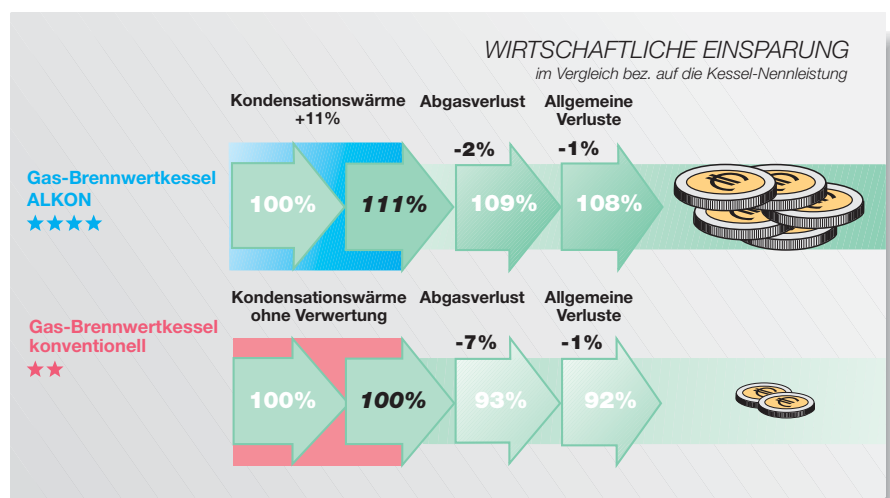 WIRTSCHAFTLICHE EINSPARUNG
im Vergleich bez. auf die Kessel-Nennleistung
Kondensationswärme
+11%
Abgasverlust
Allgemeine
Verluste
-2%
-1%
Gas-Brennwertkessel
ALKON
100%
111%
109%
108%
Kondensationswärme
ohne Verwertung
Abgasverlust
Allgemeine
Verluste
-7%
-1%
Gas-Brennwertkessel
konventionell
100%
100%
93%
92%